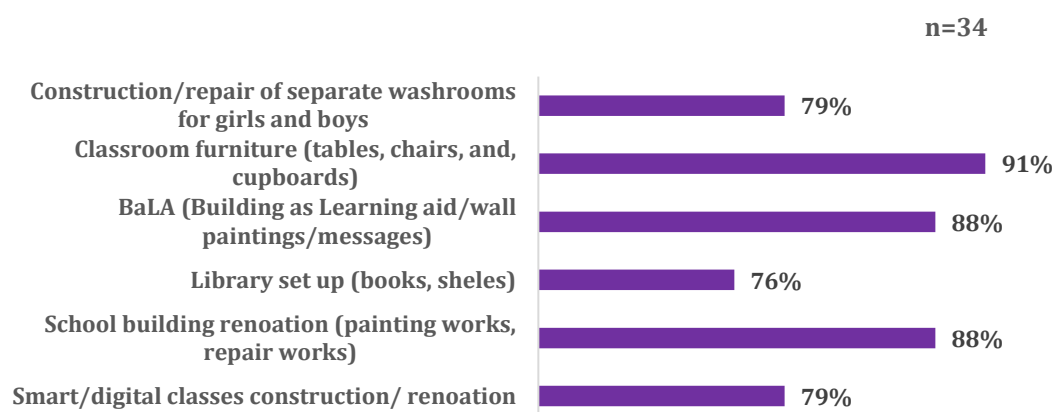 n=34
Construction/repair of separate washrooms
for girls and boys
79%
Classroom furniture (tables, chairs, and,
cupboards)
91%
BaLA (Building as Learning aid/wall
paintings/messages)
88%
Library set up (books, sheles)
76%
School building renoation (painting works,
repair works)
88%
Smart/digital classes construction/ renoation
79%